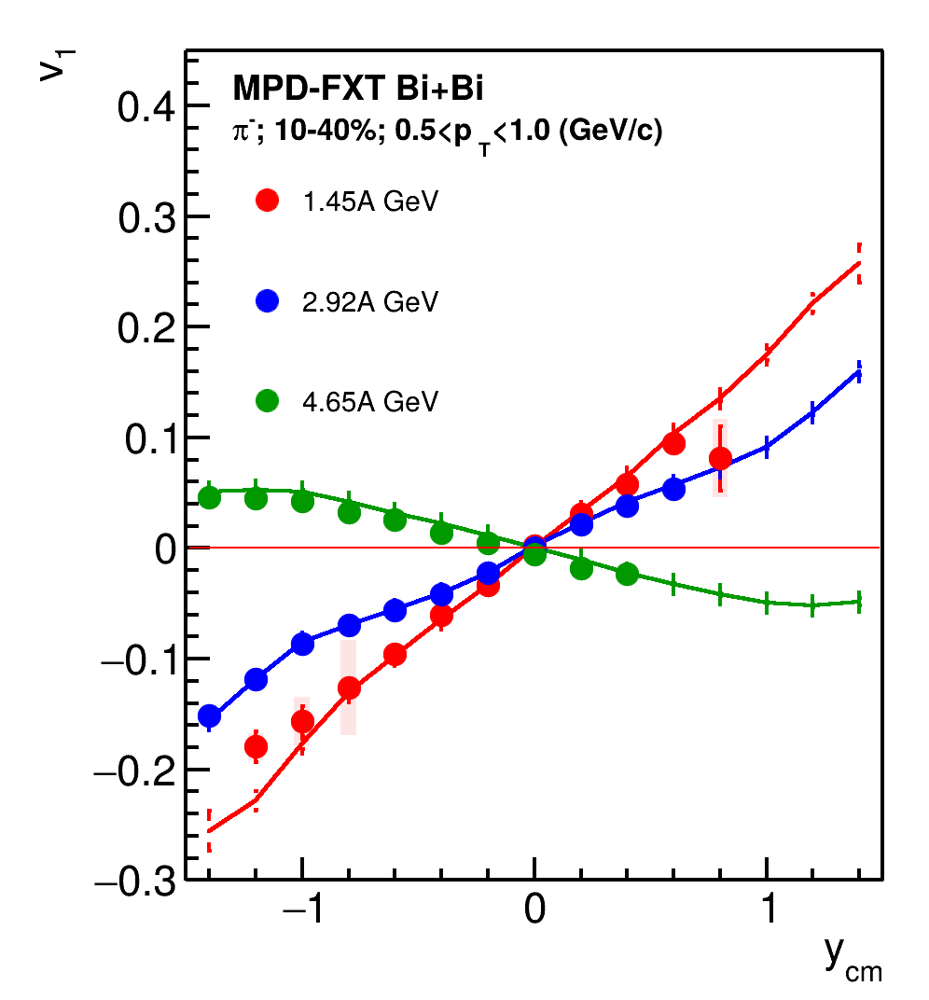 v1
MPD-FXT Bi+Bi
π-; 10-40%; 0.5<p T<1.0 (GeV/c)
1.45A GeV
2.92A GeV
4.65A GeV
0.4
0.3
0.2
0.1
0
−0.1
−0.2
−0.3
−1 0 1
ycm